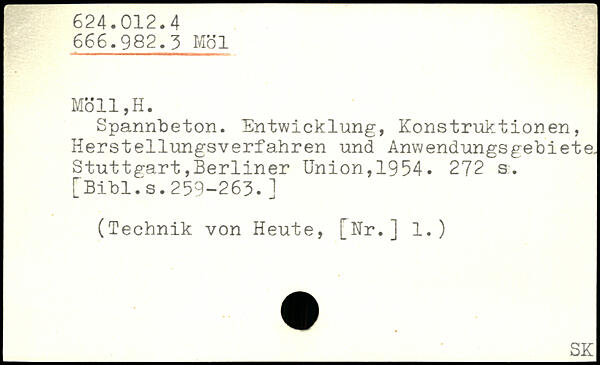 624.012.4
666.982.3 Möl
Möll,H.
Spannbeton. Entwicklung, Konstruktionen,
Herstellungsverfahren und Anwendungsgebiete
Stuttgart,Berliner Union,1954. 272 s.
[Bibl.s.259-263.]
(Technik von Heute, [Nr.] 1.)
SK